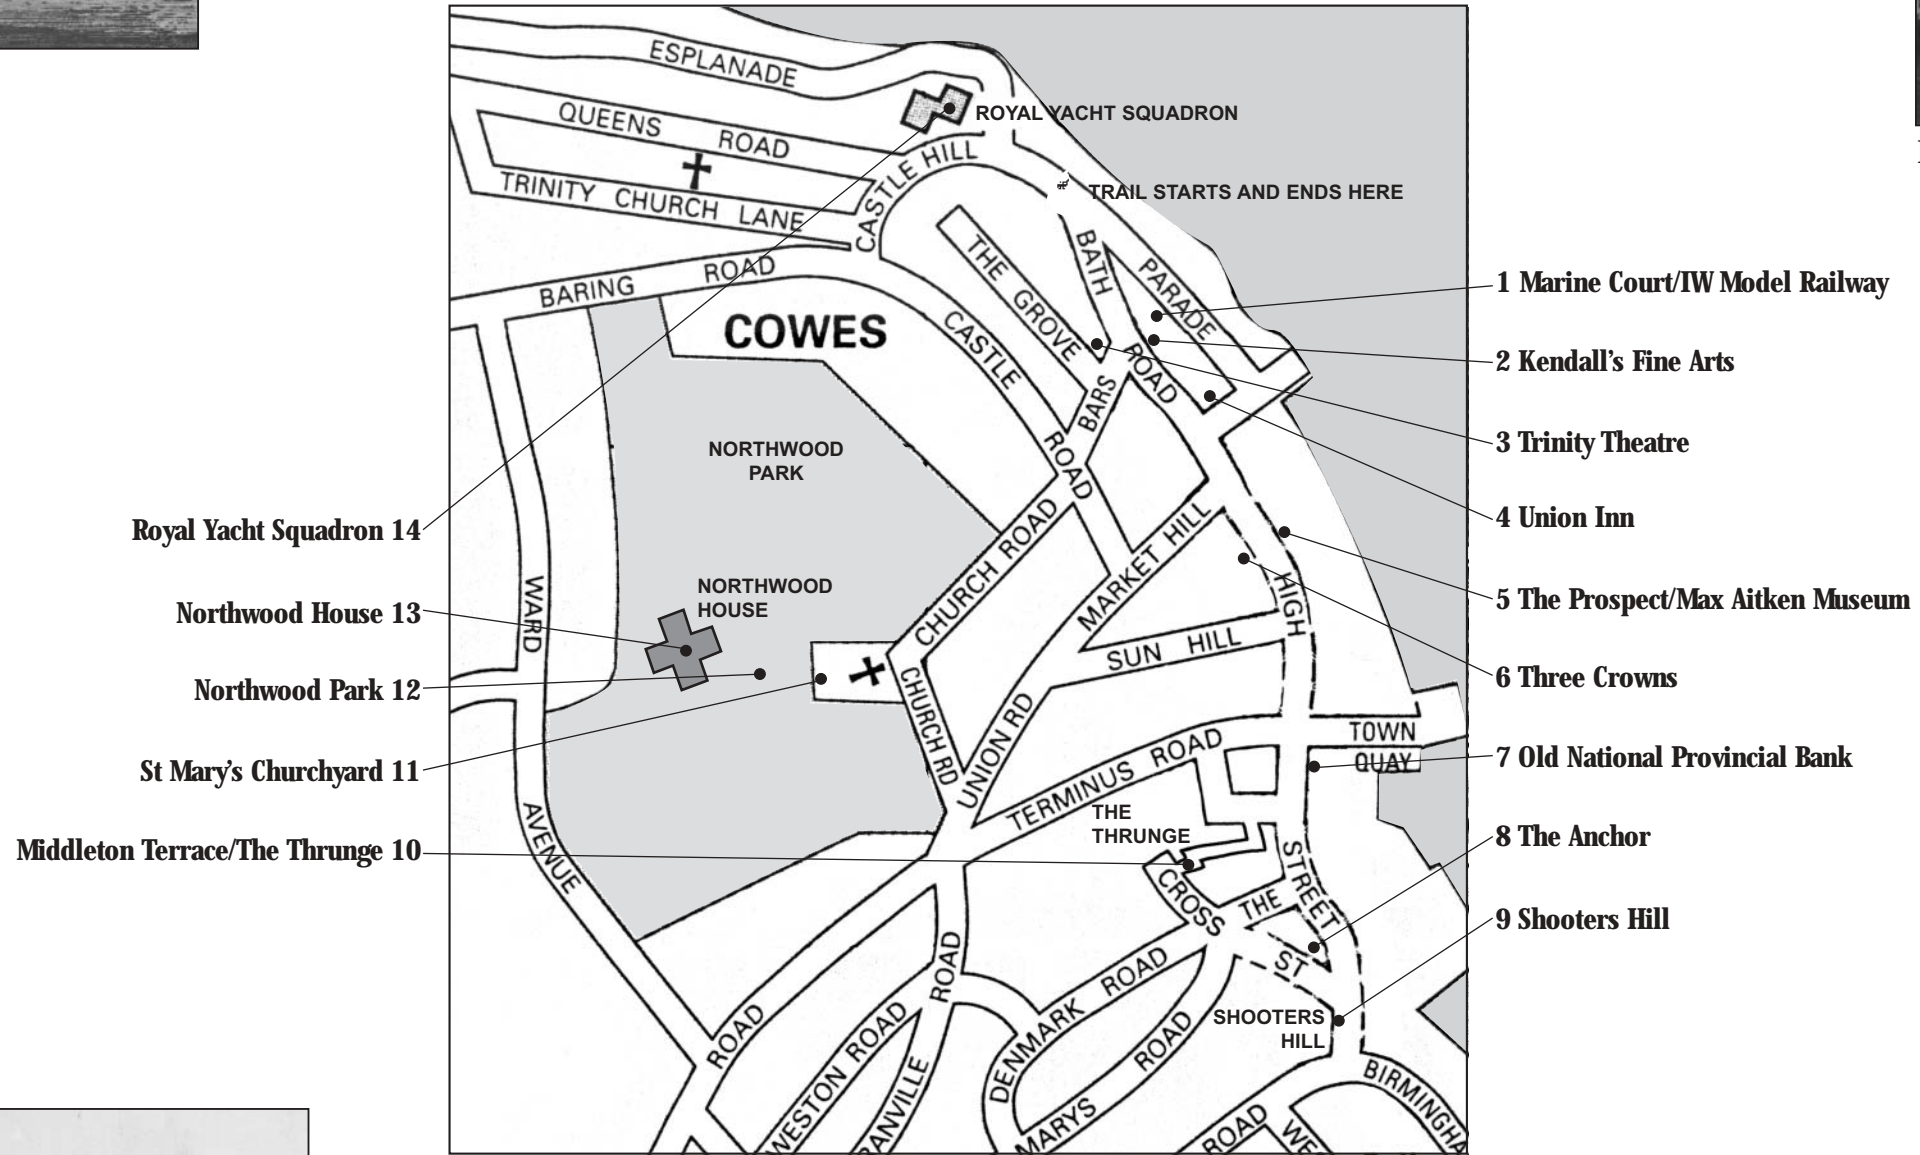 ESPLANADE
ROYAL YACHT SQUADRON
QUEENS ROAD
CASTLE HILL
TRINITY CHURCH LANE
TRAIL STARTS AND ENDS HERE
BARING ROAD
THE GROVE
BATH ROAD
PARADE
COWES
CASTLE ROAD
BARS
NORTHWOOD
PARK
CHURCH ROAD
MARKET HILL
WARD AVENUE
NORTHWOOD
HOUSE
HIGH STREET
SUN HILL
CHURCH RD
UNION RD
TERMINUS ROAD
TOWN
QUAY
THE
THRUNGE
CROSS ST
THE
ROAD
ROAD
DENMARK ROAD
SHOOTERS
HILL
WESTON ROAD
ANVILLE
MARYS ROAD
ROAD
WES
BIRMINGHA
1 Marine Court/IW Model Railway
2 Kendall's Fine Arts
3 Trinity Theatre
4 Union Inn
5 The Prospect/Max Aitken Museum
6 Three Crowns
7 Old National Provincial Bank
8 The Anchor
9 Shooters Hill
Royal Yacht Squadron 14
Northwood House 13
Northwood Park 12
St Mary's Churchyard 11
Middleton Terrace/The Thrunge 10